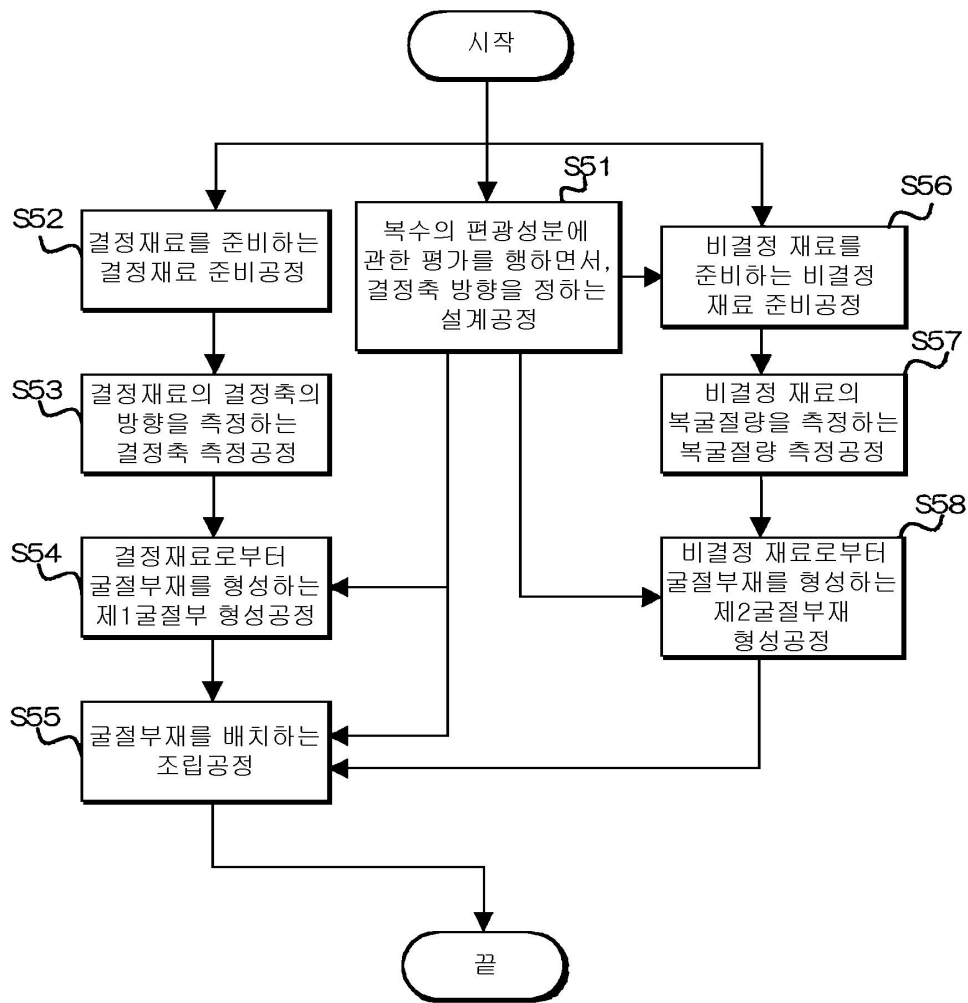 시작
S51
복수의 편광성분에
관한 평가를 행하면서,
결정축 방향을 정하는
설계공정
S52
결정재료를 준비하는
결정재료 준비공정
S56
비결정 재료를
준비하는 비결정
재료 준비공정
S53
결정재료의 결정축의
방향을 측정하는
결정축 측정공정
S57
비결정 재료의
복굴절량을 측정하는
복굴절량 측정공정
S54
결정재료로부터
굴절부재를 형성하는
제1굴절부 형성공정
S58
비결정 재료로부터
굴절부재를 형성하는
제2굴절부재
형성공정
S55
굴절부재를 배치하는
조립공정
끝